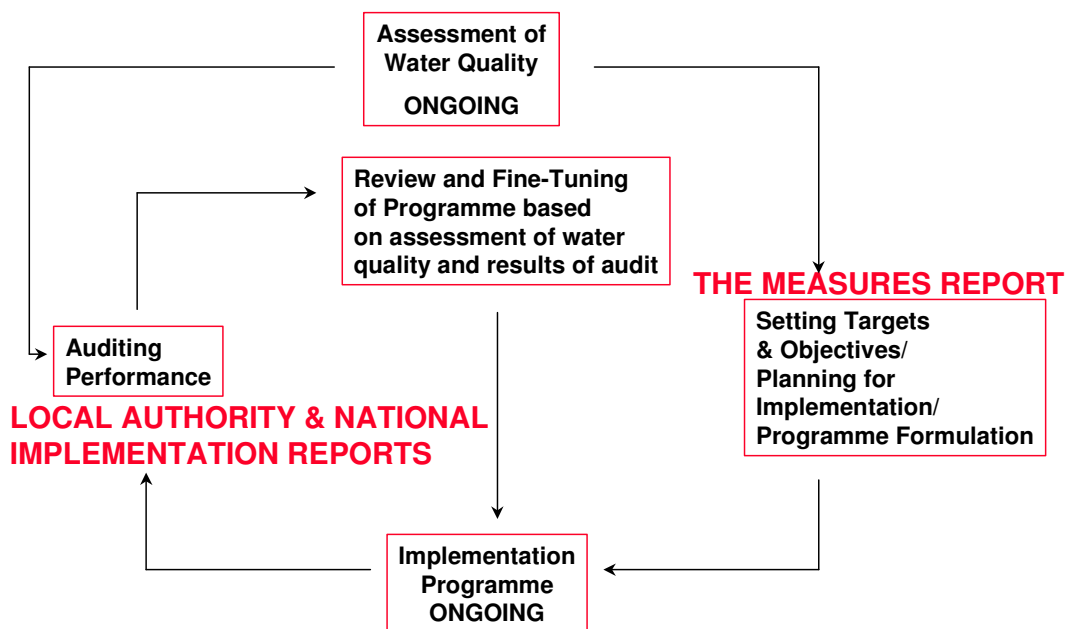 Assessment of
Water Quality
ONGOING
Review and Fine-Tuning
of Programme based
on assessment of water
quality and results of audit
THE MEASURES REPORT
Setting Targets
& Objectives/
Planning for
Implementation/
Programme Formulation
Auditing
Performance
LOCAL AUTHORITY & NATIONAL
IMPLEMENTATION REPORTS
Implementation
Programme
ONGOING